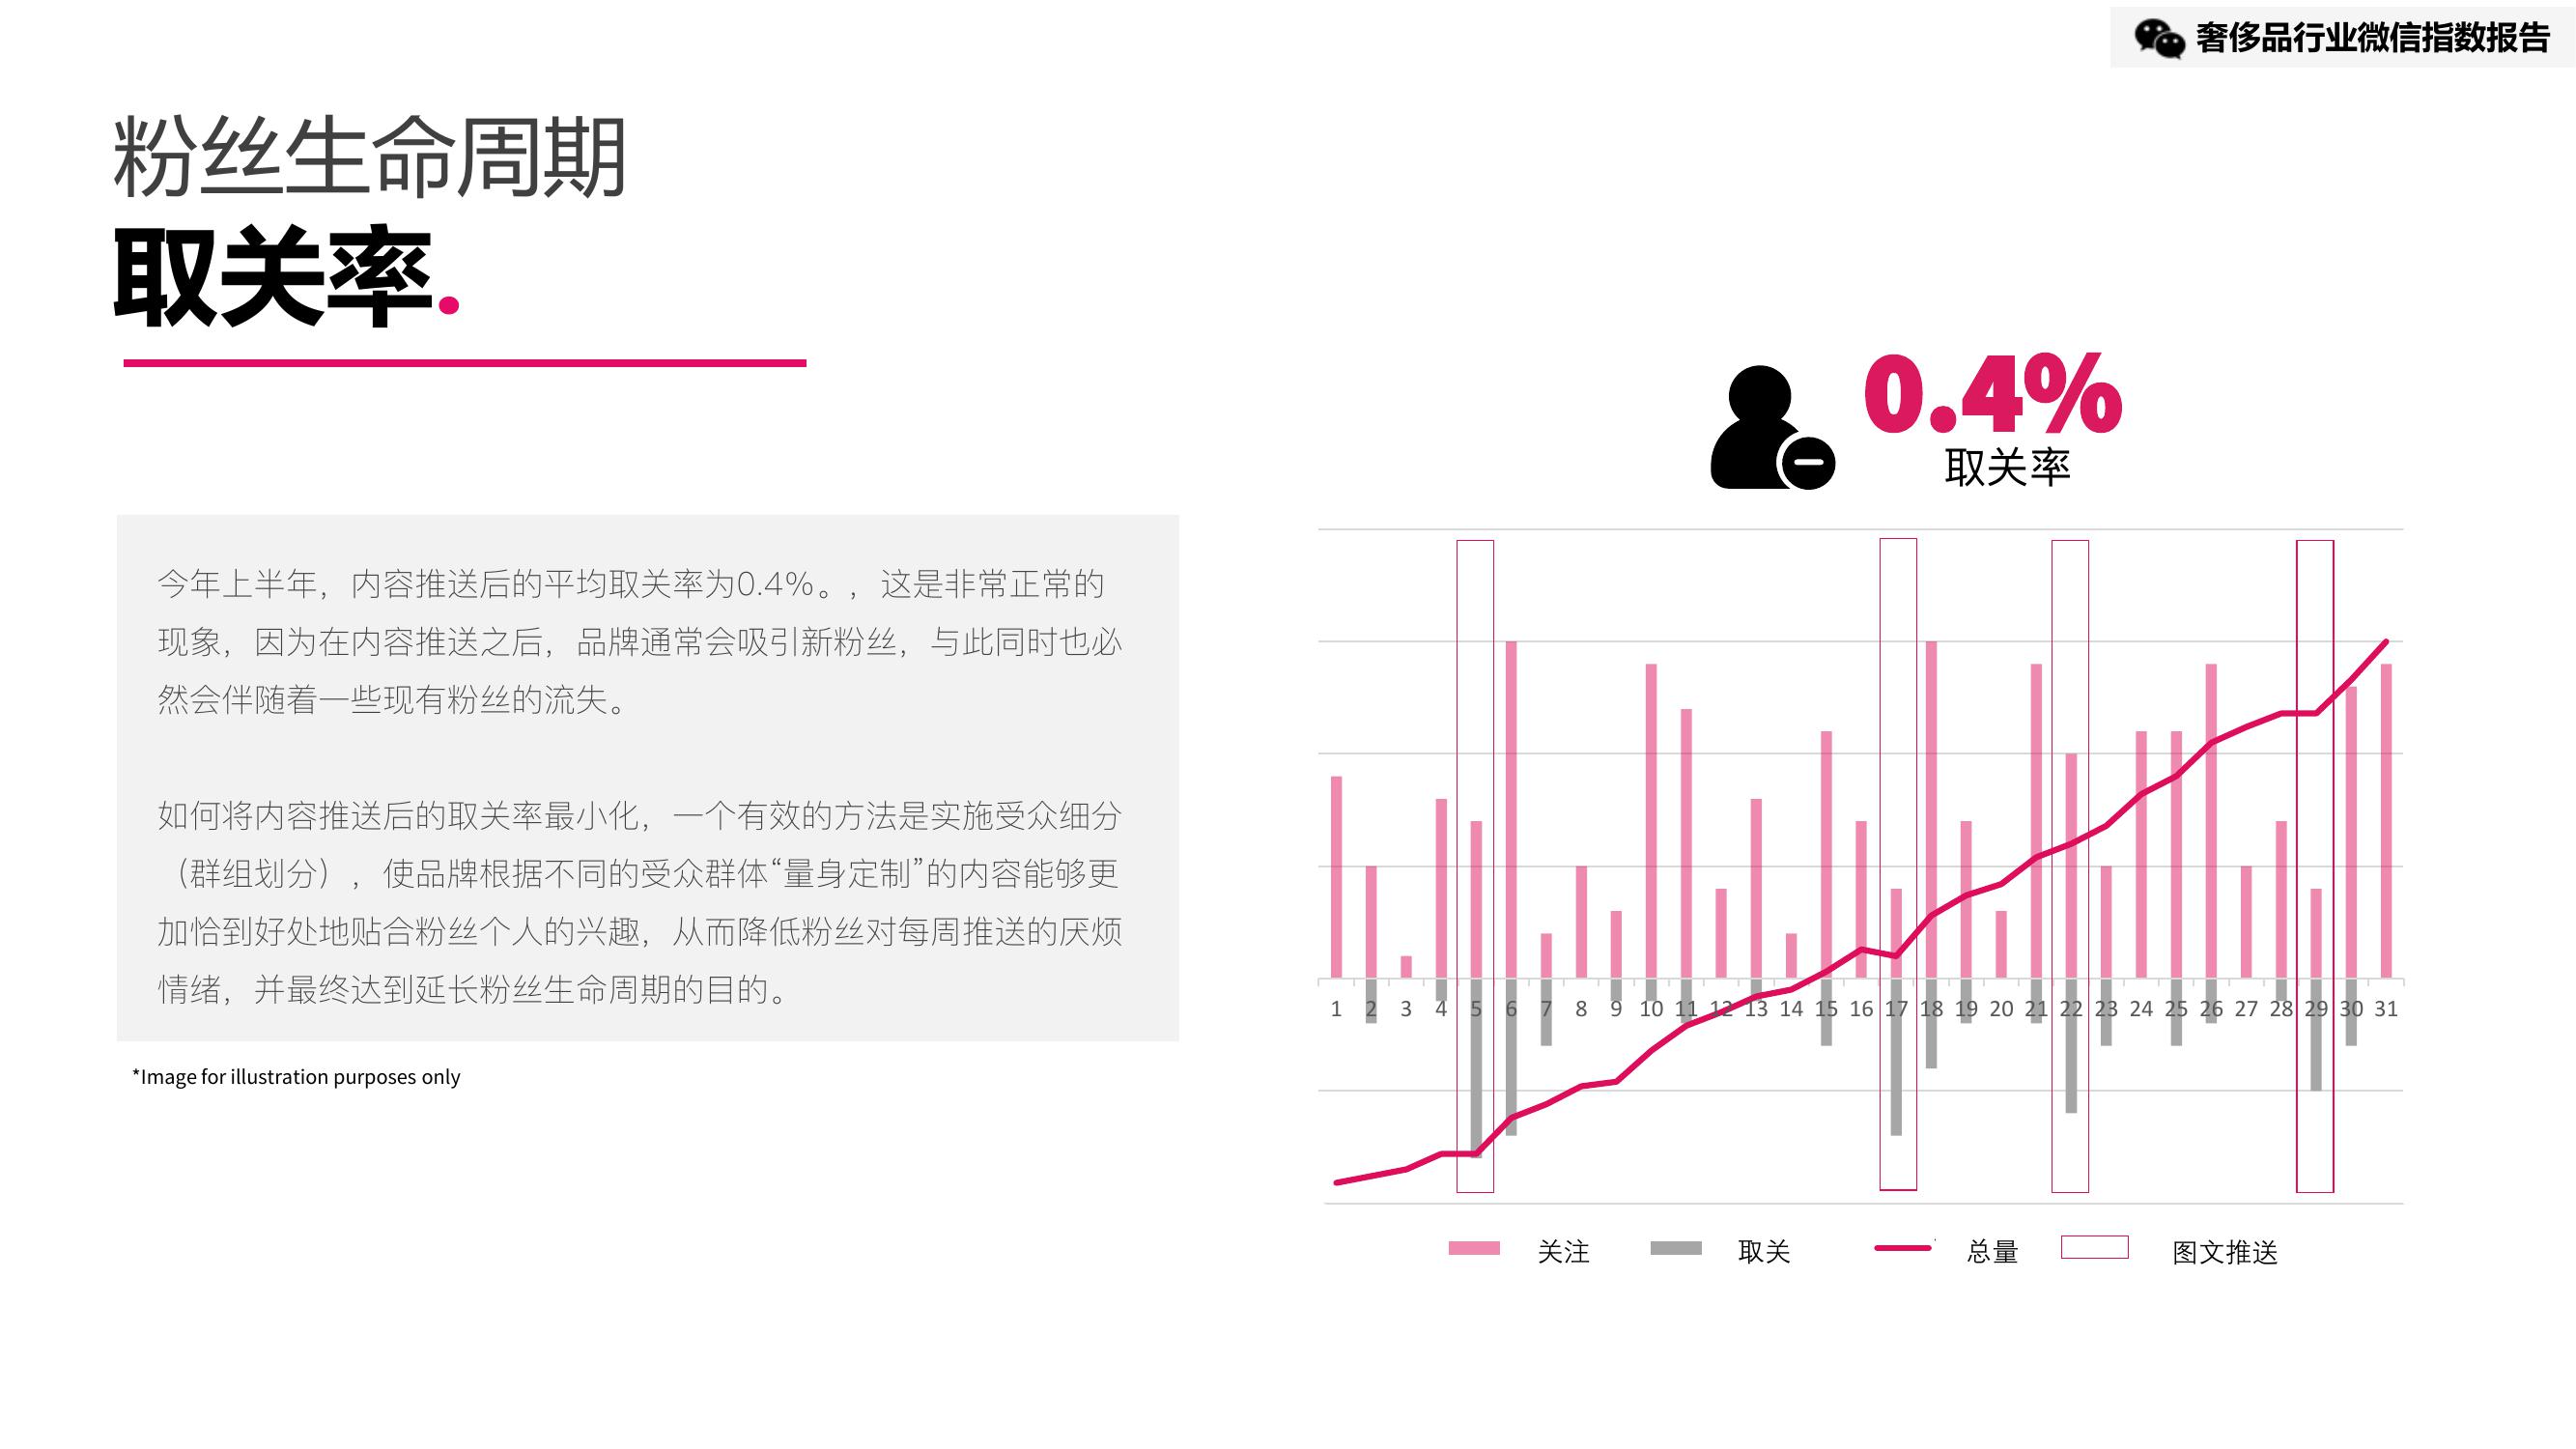 奢侈品行业微信指数报告
粉丝生命周期
取关率.
0.4%
取关率
今年上半年，内容推送后的平均取关率为0.4%。，这是非常正常的
现象，因为在内容推送之后，品牌通常会吸引新粉丝，与此同时也必
然会伴随着一些现有粉丝的流失。
如何将内容推送后的取关率最小化，一个有效的方法是实施受众细分
（群组划分），使品牌根据不同的受众群体“量身定制”的内容能够更
加恰到好处地贴合粉丝个人的兴趣，从而降低粉丝对每周推送的厌烦
情绪，并最终达到延长粉丝生命周期的目的。
*Image for illustration purposes only
1 2 3 4 5 6 7 8 9 10 11 12 13 14 15 16 17 18 19 20 21 22 23 24 25 26 27 28 29 30 31
关注 取关 总量 图文推送